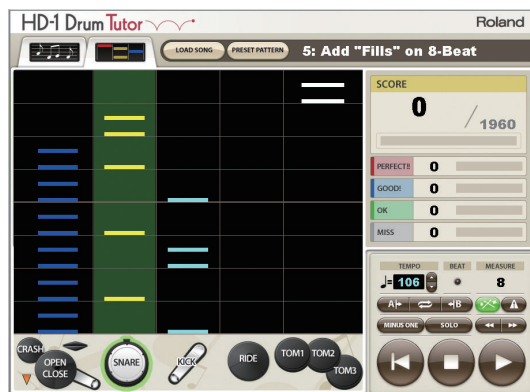 HD-1 Drum Tutor
Roland
LOAD SONG
PRESET PATTERN
5: Add "Fills" on 8-Beat
SCORE
0
/ 1960
PERFECT!! 0
GOOD! 0
OK 0
MISS 0
TEMPO BEAT MEASURE
♩= 106 8
A B
MINUS ONE SOLO
CRASH
OPEN
CLOSE
SNARE
KICK
RIDE
TOM1
TOM2
TOM3